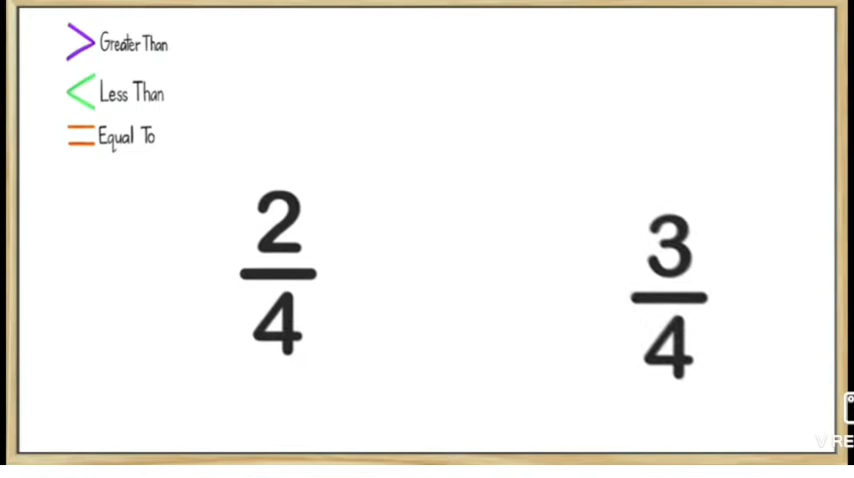 > Greater Than
< Less Than
= Equal To
2/4
3/4